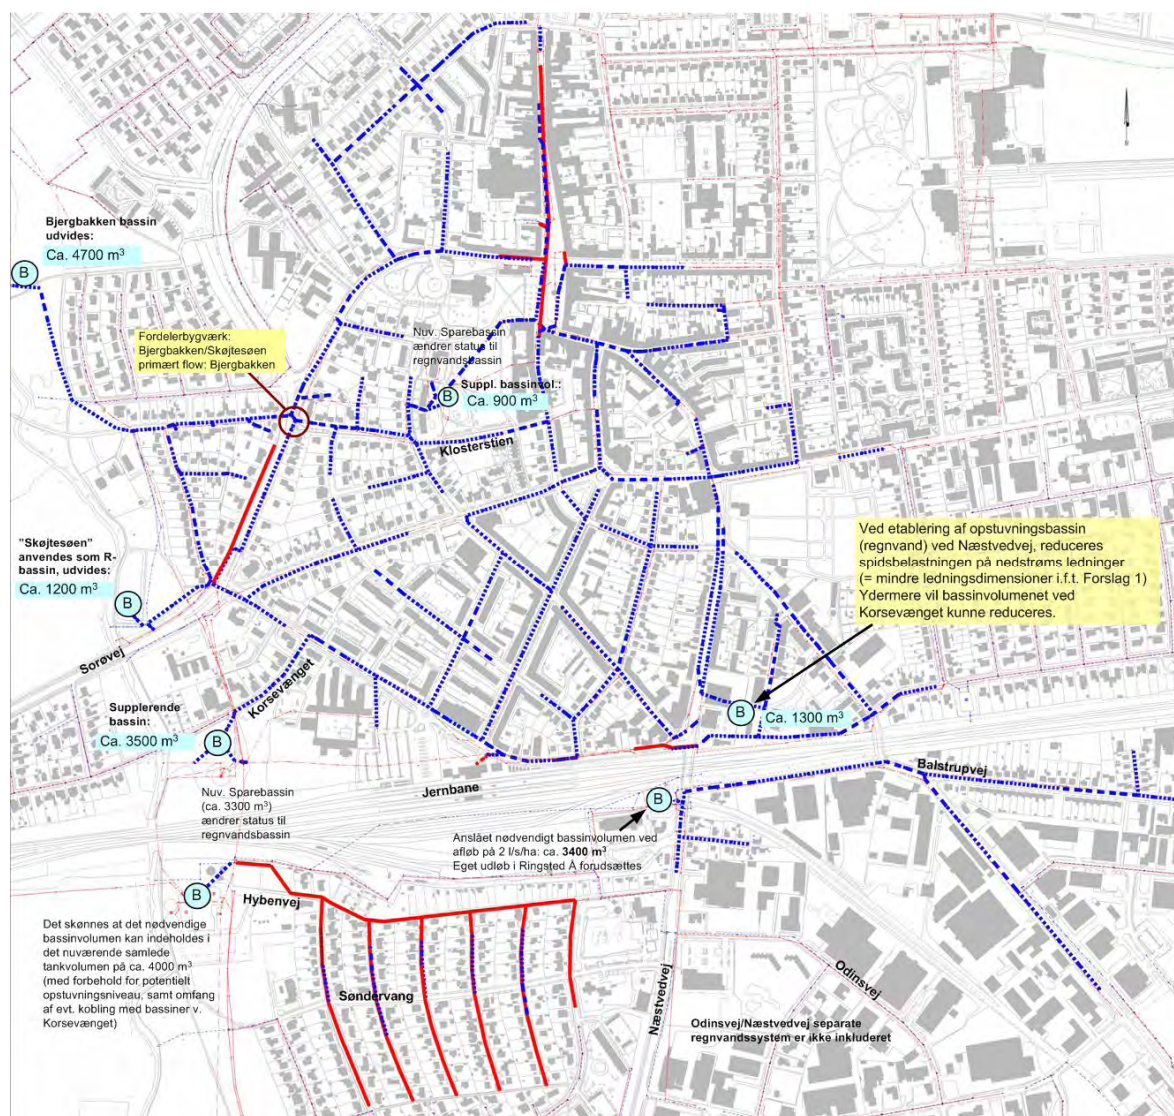 Bjergbakken bassin
udvides:
Ca. 4700 m³
B
Fordelerbygværk:
Bjergbakken/Skøjtesøen
primært flow: Bjergbakken
Nuv. Sparebassin
ændrer status til
regnvandsbassin
Suppl. bassinvol.:
Ca. 900 m³
B
Klosterstien
"Skøjtesøen"
anvendes som R-
bassin, udvides:
Ca. 1200 m³
B
Ved etablering af opstuvningsbassin
(regnvand) ved Næstvedvej, reduceres
spidsbelastningen på nedstrøms ledninger
(= mindre ledningsdimensioner i.f.t. Forslag 1)
Ydermere vil bassinvolumenet ved
Korsevænget kunne reduceres.
Sorøvej
Korsevænget
Supplerende
bassin:
Ca. 3500 m³
B
B
Ca. 1300 m³
Nuv. Sparebassin
(ca. 3300 m³)
ændrer status til
regnvandsbassin
Jernbane
Balstrupvej
B
Anslået nødvendigt bassinvolumen ved
afløb på 2 l/s/ha: ca. 3400 m³
Eget udløb i Ringsted Å forudsættes
B
Hybenvej
Det skønnes at det nødvendige
bassinvolumen kan indeholdes i
det nuværende samlede
tankvolumen på ca. 4000 m³
(med forbehold for potentielt
opstuvningsniveau, samt omfang
af evt. kobling med bassiner v.
Korsevænget)
Søndervang
Næstvedvej
Odinsvej
Odinsvej/Næstvedvej separate
regnvandssystem er ikke inkluderet